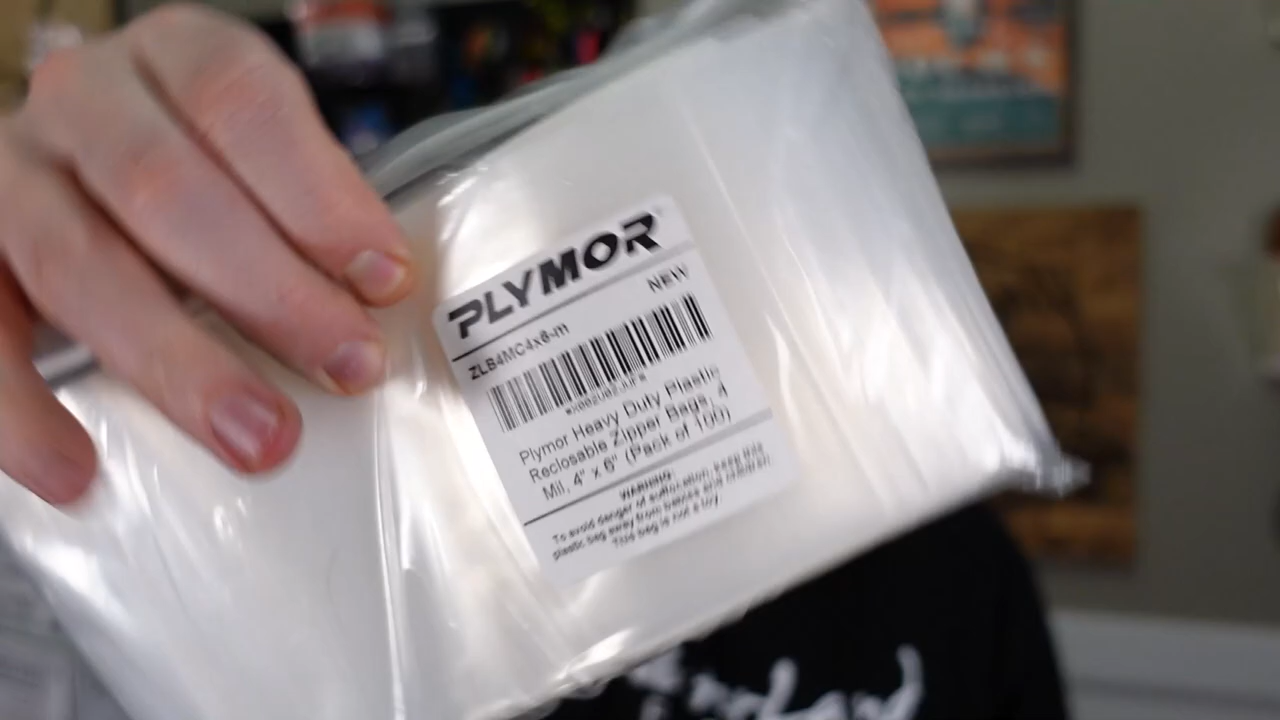 PLYMOR
NEW
ZLB4MC4x6-m
Plymor Heavy Duty Plastic
Reclosable Zipper Bags, 4
Mil, 4" x 6" (Pack of 100)
WARNING:
To avoid danger of suffocation, keep this
plastic bag away from babies and children.
This bag is not a toy